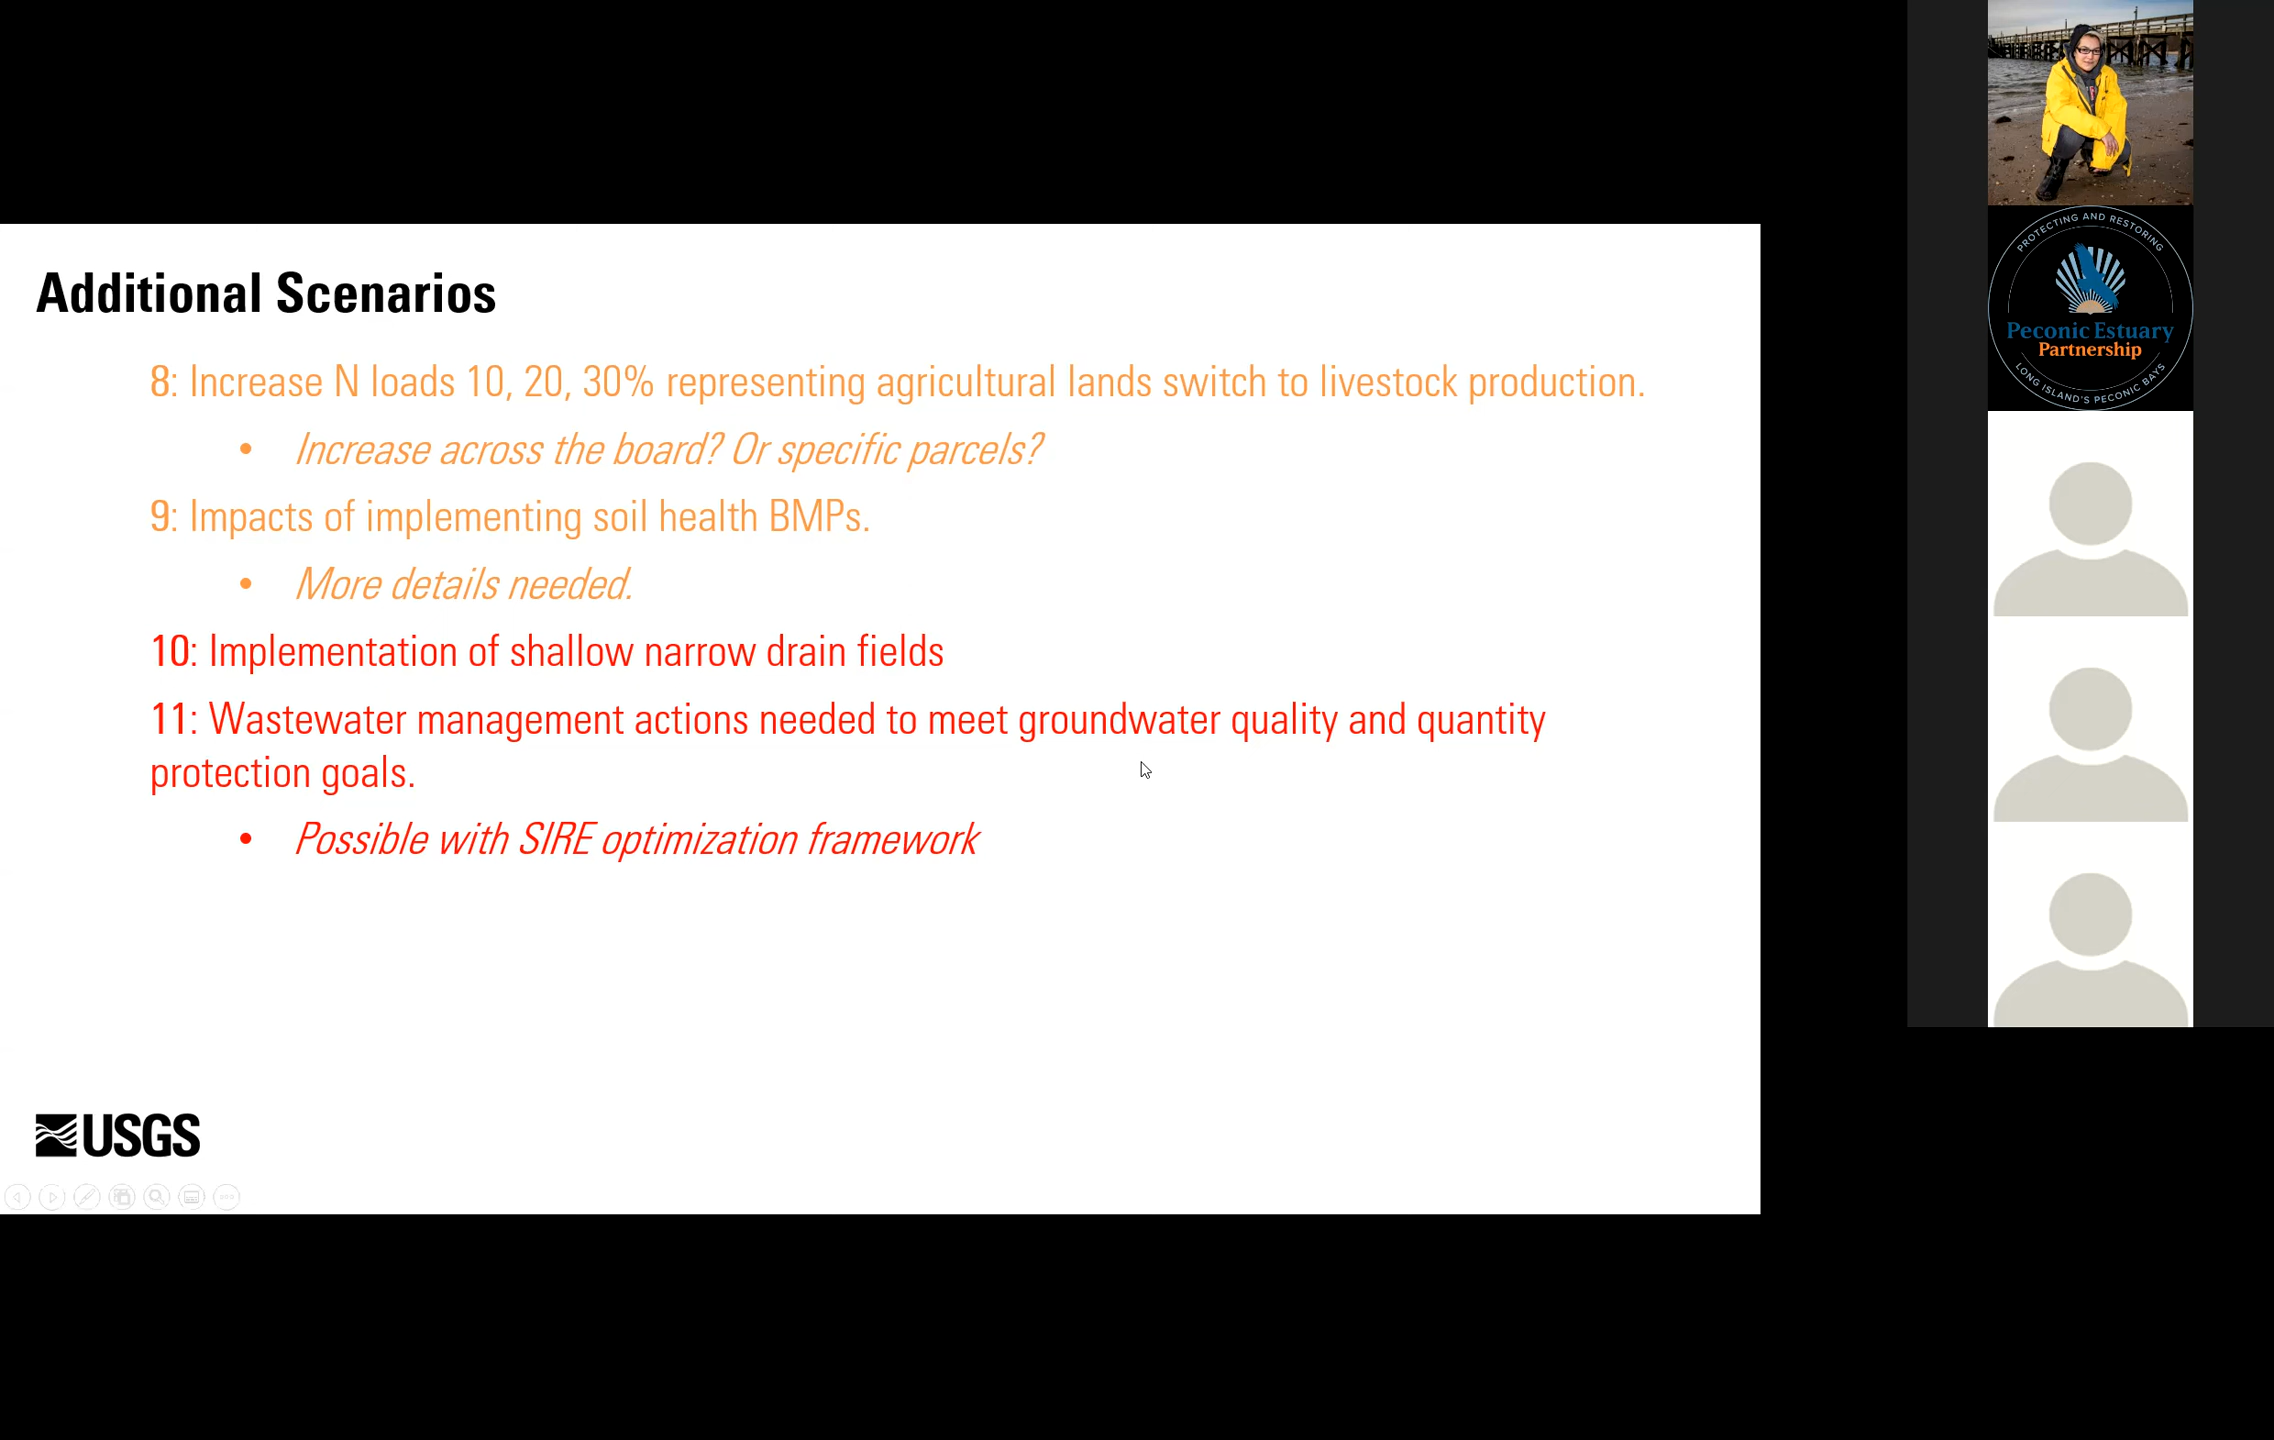 Additional Scenarios
8: Increase N loads 10, 20, 30% representing agricultural lands switch to livestock production.
• Increase across the board? Or specific parcels?
9: Impacts of implementing soil health BMPs.
• More details needed.
10: Implementation of shallow narrow drain fields
11: Wastewater management actions needed to meet groundwater quality and quantity
protection goals.
• Possible with SIRE optimization framework
USGS
PROTECTING AND RESTORING
Peconic Estuary
Partnership
LONG ISLAND'S PECONIC BAYS